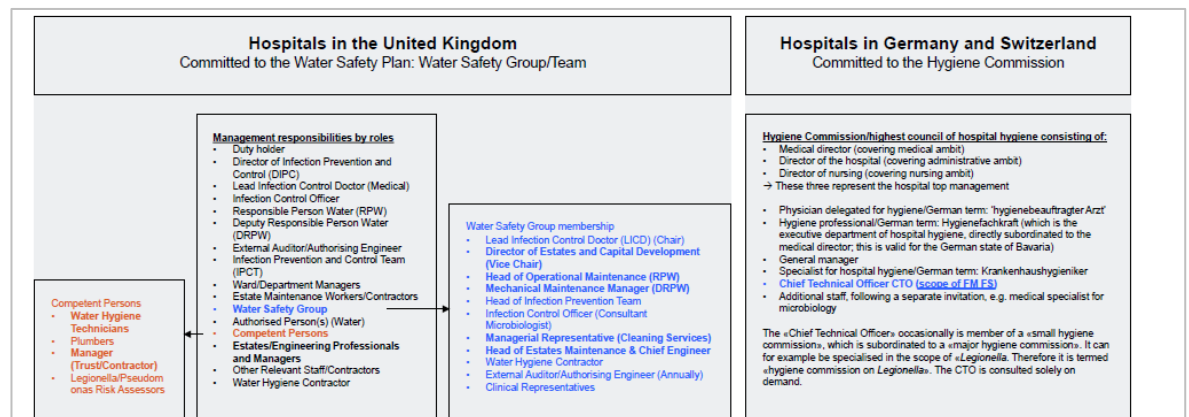 Hospitals in the United Kingdom
Committed to the Water Safety Plan: Water Safety Group/Team
Hospitals in Germany and Switzerland
Committed to the Hygiene Commission
Competent Persons
• Water Hygiene
Technicians
• Plumbers
• Manager
(Trust/Contractor)
• Legionella/Pseudom
onas Risk Assessors
Management responsibilities by roles
• Duty holder
• Director of Infection Prevention and
Control (DIPC)
• Lead Infection Control Doctor (Medical)
• Infection Control Officer
• Responsible Person Water (RPW)
• Deputy Responsible Person Water
(DRPW)
• External Auditor/Authorising Engineer
• Infection Prevention and Control Team
(IPCT)
• Ward/Department Managers
• Estate Maintenance Workers/Contractors
• Water Safety Group
• Authorised Person(s) (Water)
• Competent Persons
• Estates/Engineering Professionals
and Managers
• Other Relevant Staff/Contractors
• Water Hygiene Contractor
Water Safety Group membership
• Lead Infection Control Doctor (LICD) (Chair)
• Director of Estates and Capital Development
(Vice Chair)
• Head of Operational Maintenance (RPW)
• Mechanical Maintenance Manager (DRPW)
• Head of Infection Prevention Team
• Infection Control Officer (Consultant
Microbiologist)
• Managerial Representative (Cleaning Services)
• Head of Estates Maintenance & Chief Engineer
• Water Hygiene Contractor
• External Auditor/Authorising Engineer (Annually)
• Clinical Representatives
Hygiene Commission/highest council of hospital hygiene consisting of:
• Medical director (covering medical ambit)
• Director of the hospital (covering administrative ambit)
• Director of nursing (covering nursing ambit)
→ These three represent the hospital top management
• Physician delegated for hygiene/German term: ‘hygienebeauftragter Arzt’
• Hygiene professional/German term: Hygienefachkraft (which is the
executive department of hospital hygiene, directly subordinated to the
medical director; this is valid for the German state of Bavaria)
• General manager
• Specialist for hospital hygiene/German term: Krankenhaushygieniker
• Chief Technical Officer CTO (scope of FM FS)
• Additional staff, following a separate invitation, e.g. medical specialist for
microbiology
The «Chief Technical Officer» occasionally is member of a «small hygiene
commission», which is subordinated to a «major hygiene commission». It can
for example be specialised in the scope of «Legionella. Therefore it is termed
«hygiene commission on Legionella». The CTO is consulted solely on
demand.